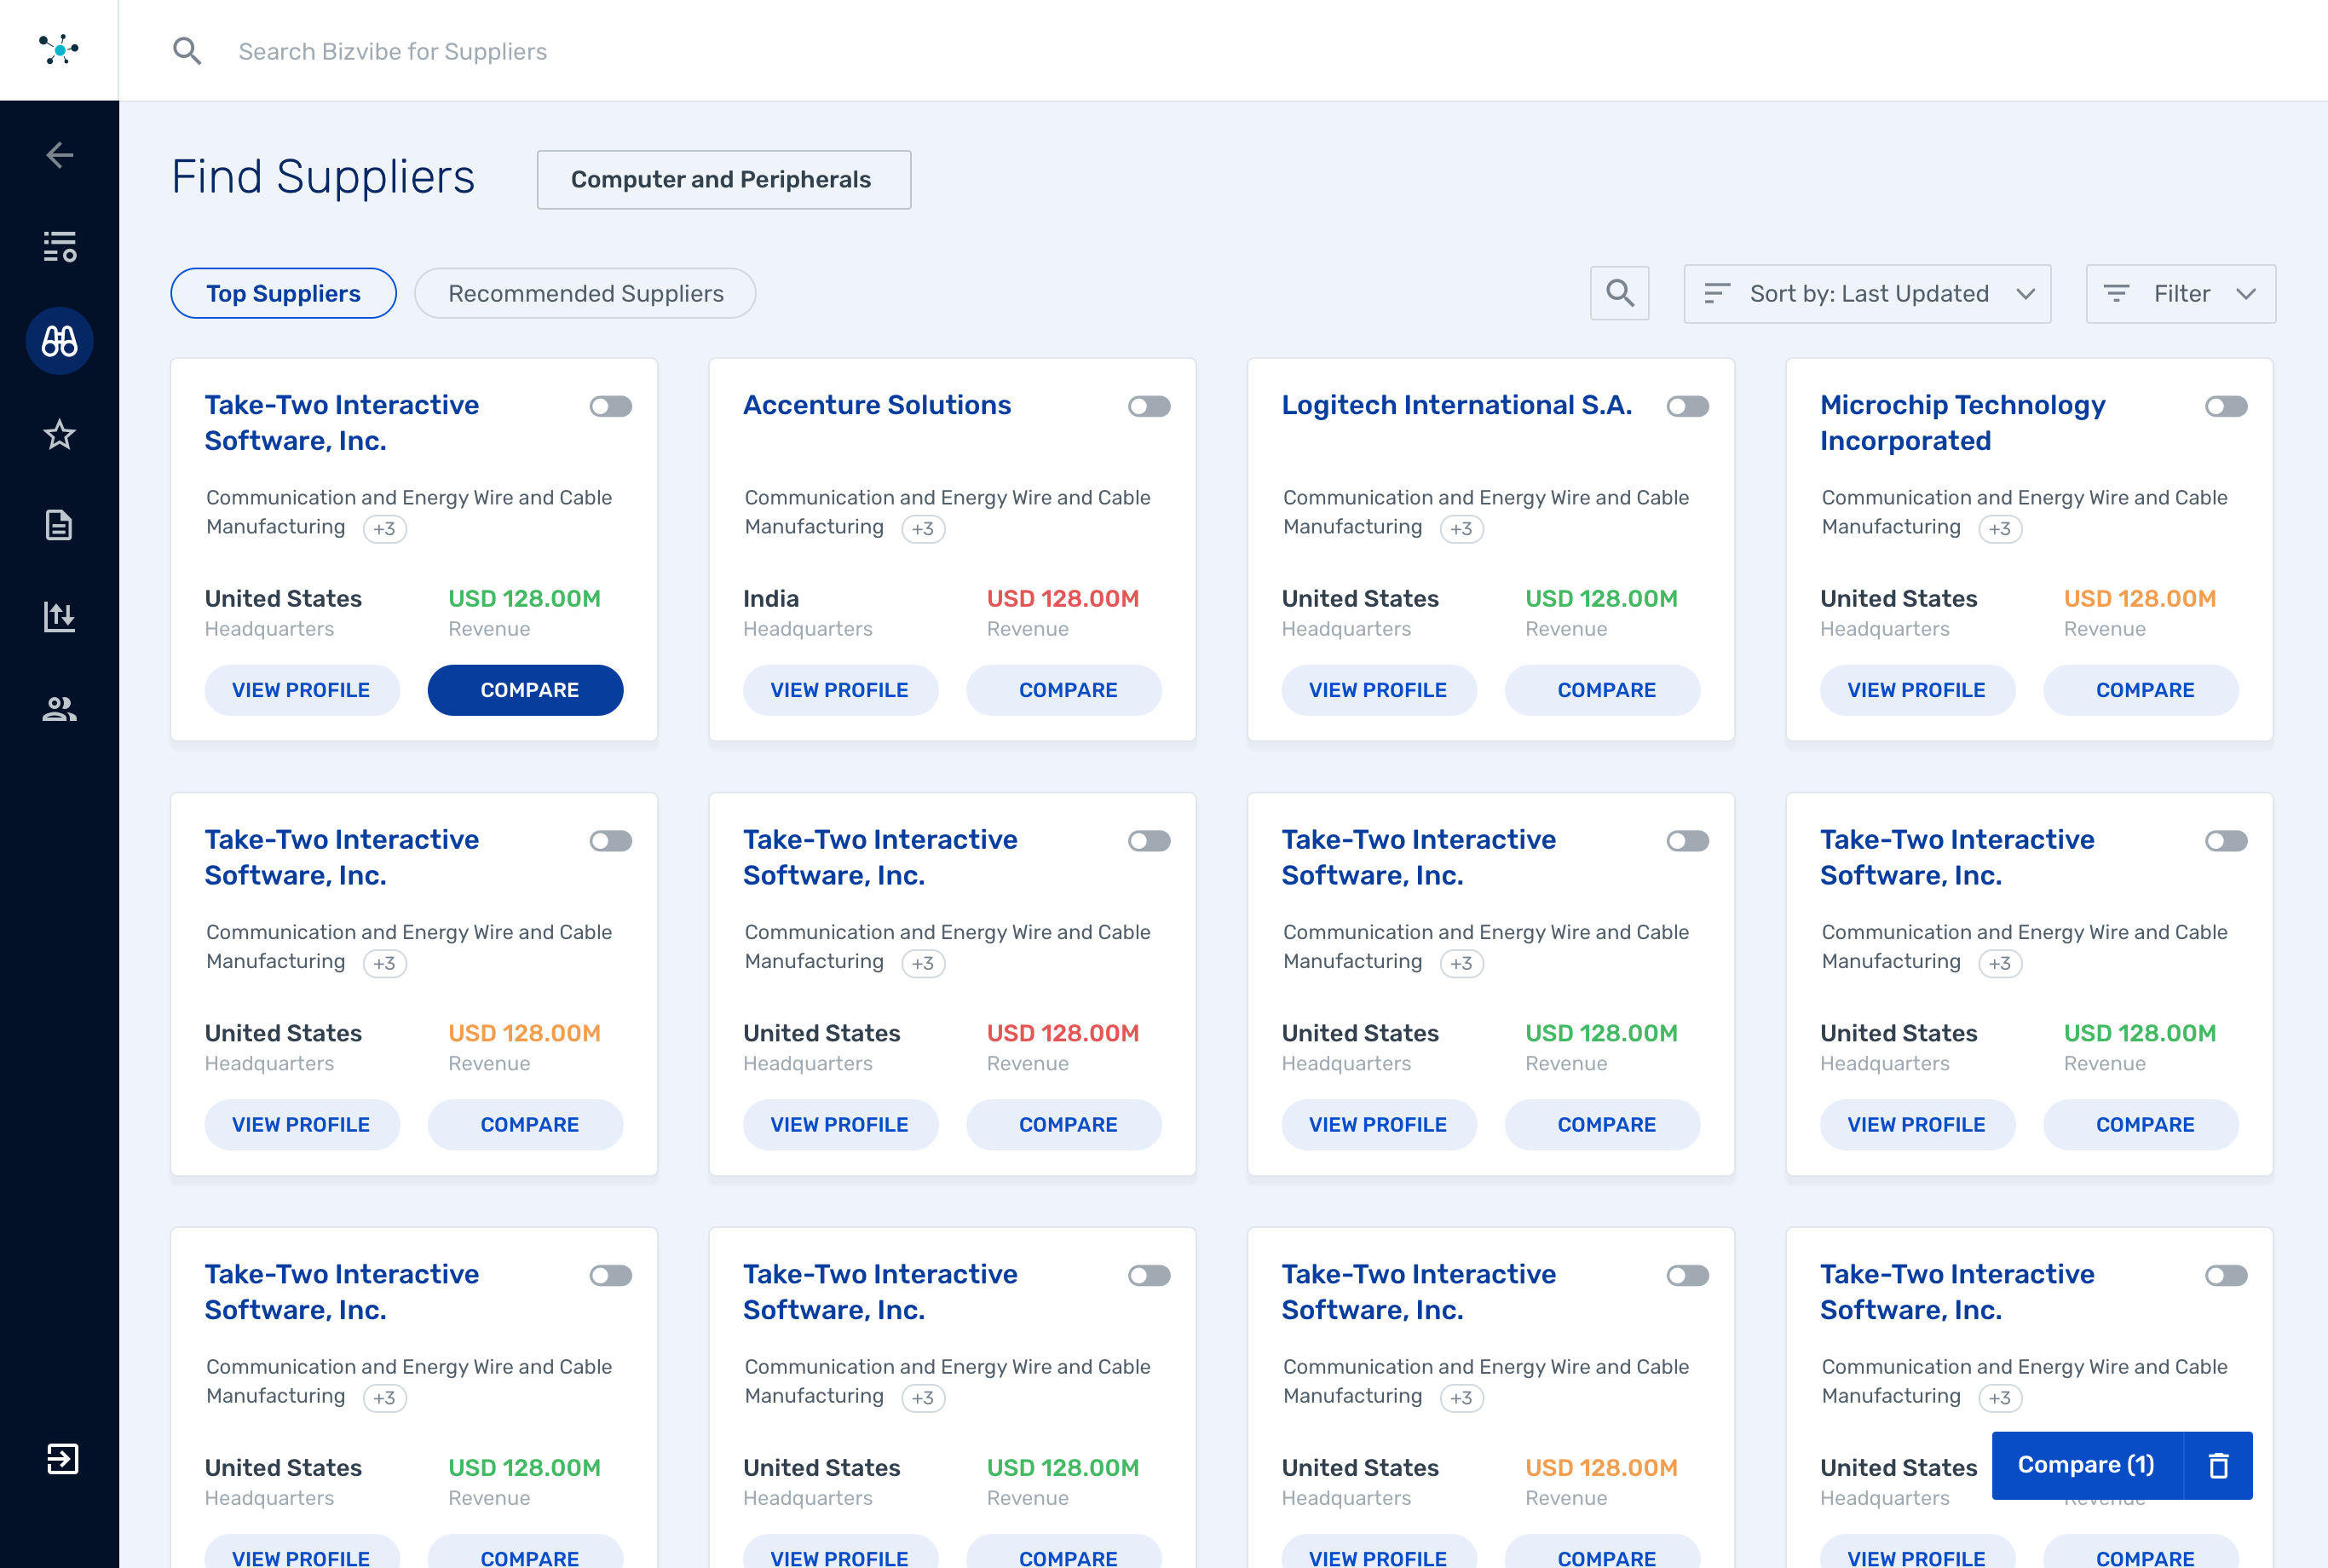 Search Bizvibe for Suppliers
Find Suppliers
Computer and Peripherals
Top Suppliers
Recommended Suppliers
Sort by: Last Updated
Filter
Take-Two Interactive
Software, Inc.
Communication and Energy Wire and Cable
Manufacturing +3
United States USD 128.00M
Headquarters Revenue
VIEW PROFILE COMPARE
Accenture Solutions
Communication and Energy Wire and Cable
Manufacturing +3
India USD 128.00M
Headquarters Revenue
VIEW PROFILE COMPARE
Logitech International S.A.
Communication and Energy Wire and Cable
Manufacturing +3
United States USD 128.00M
Headquarters Revenue
VIEW PROFILE COMPARE
Microchip Technology
Incorporated
Communication and Energy Wire and Cable
Manufacturing +3
United States USD 128.00M
Headquarters Revenue
VIEW PROFILE COMPARE
Take-Two Interactive
Software, Inc.
Communication and Energy Wire and Cable
Manufacturing +3
United States USD 128.00M
Headquarters Revenue
VIEW PROFILE COMPARE
Take-Two Interactive
Software, Inc.
Communication and Energy Wire and Cable
Manufacturing +3
United States USD 128.00M
Headquarters Revenue
VIEW PROFILE COMPARE
Take-Two Interactive
Software, Inc.
Communication and Energy Wire and Cable
Manufacturing +3
United States USD 128.00M
Headquarters Revenue
VIEW PROFILE COMPARE
Take-Two Interactive
Software, Inc.
Communication and Energy Wire and Cable
Manufacturing +3
United States USD 128.00M
Headquarters Revenue
VIEW PROFILE COMPARE
Take-Two Interactive
Software, Inc.
Communication and Energy Wire and Cable
Manufacturing +3
United States USD 128.00M
Headquarters Revenue
VIEW PROFILE COMPARE
Take-Two Interactive
Software, Inc.
Communication and Energy Wire and Cable
Manufacturing +3
United States USD 128.00M
Headquarters Revenue
VIEW PROFILE COMPARE
Take-Two Interactive
Software, Inc.
Communication and Energy Wire and Cable
Manufacturing +3
United States USD 128.00M
Headquarters Revenue
VIEW PROFILE COMPARE
Take-Two Interactive
Software, Inc.
Communication and Energy Wire and Cable
Manufacturing +3
United States
Compare (1)
Headquarters
VIEW PROFILE COMPARE